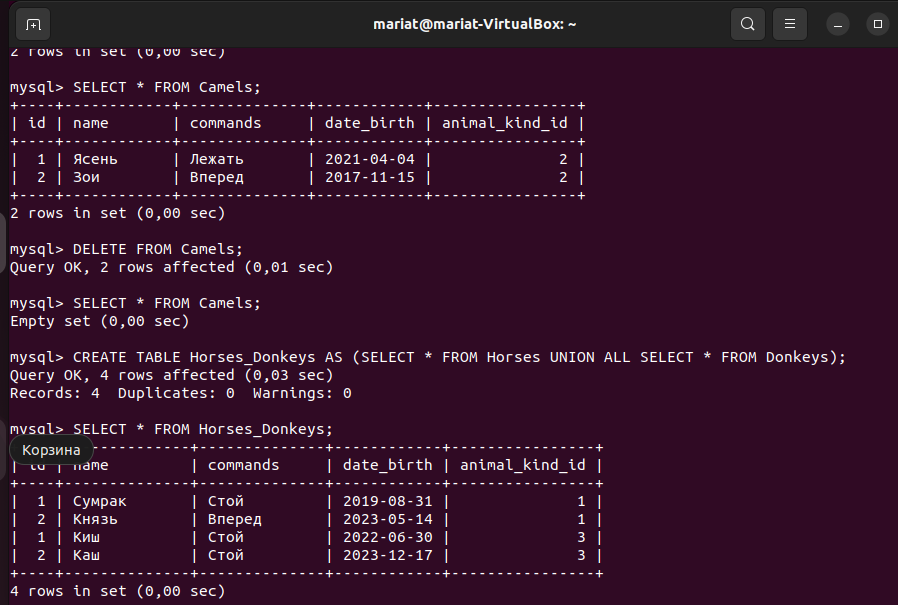 mariat@mariat-VirtualBox: ~
2 rows in set (0,00 sec)
mysql> SELECT * FROM Camels;
+----+------------+--------------+------------+----------------+
| id | name       | commands     | date_birth | animal_kind_id |
+----+------------+--------------+------------+----------------+
|  1 | Ясень      | Лежать       | 2021-04-04 |              2 |
|  2 | Зои        | Вперед       | 2017-11-15 |              2 |
+----+------------+--------------+------------+----------------+
2 rows in set (0,00 sec)
mysql> DELETE FROM Camels;
Query OK, 2 rows affected (0,01 sec)
mysql> SELECT * FROM Camels;
Empty set (0,00 sec)
mysql> CREATE TABLE Horses_Donkeys AS (SELECT * FROM Horses UNION ALL SELECT * FROM Donkeys);
Query OK, 4 rows affected (0,03 sec)
Records: 4  Duplicates: 0  Warnings: 0
mysql> SELECT * FROM Horses_Donkeys;
Корзина
| id | name         | commands     | date_birth | animal_kind_id |
+----+--------------+--------------+------------+----------------+
|  1 | Сумрак       | Стой         | 2019-08-31 |              1 |
|  2 | Князь        | Вперед       | 2023-05-14 |              1 |
|  1 | Киш          | Стой         | 2022-06-30 |              3 |
|  2 | Каш          | Стой         | 2023-12-17 |              3 |
+----+--------------+--------------+------------+----------------+
4 rows in set (0,00 sec)